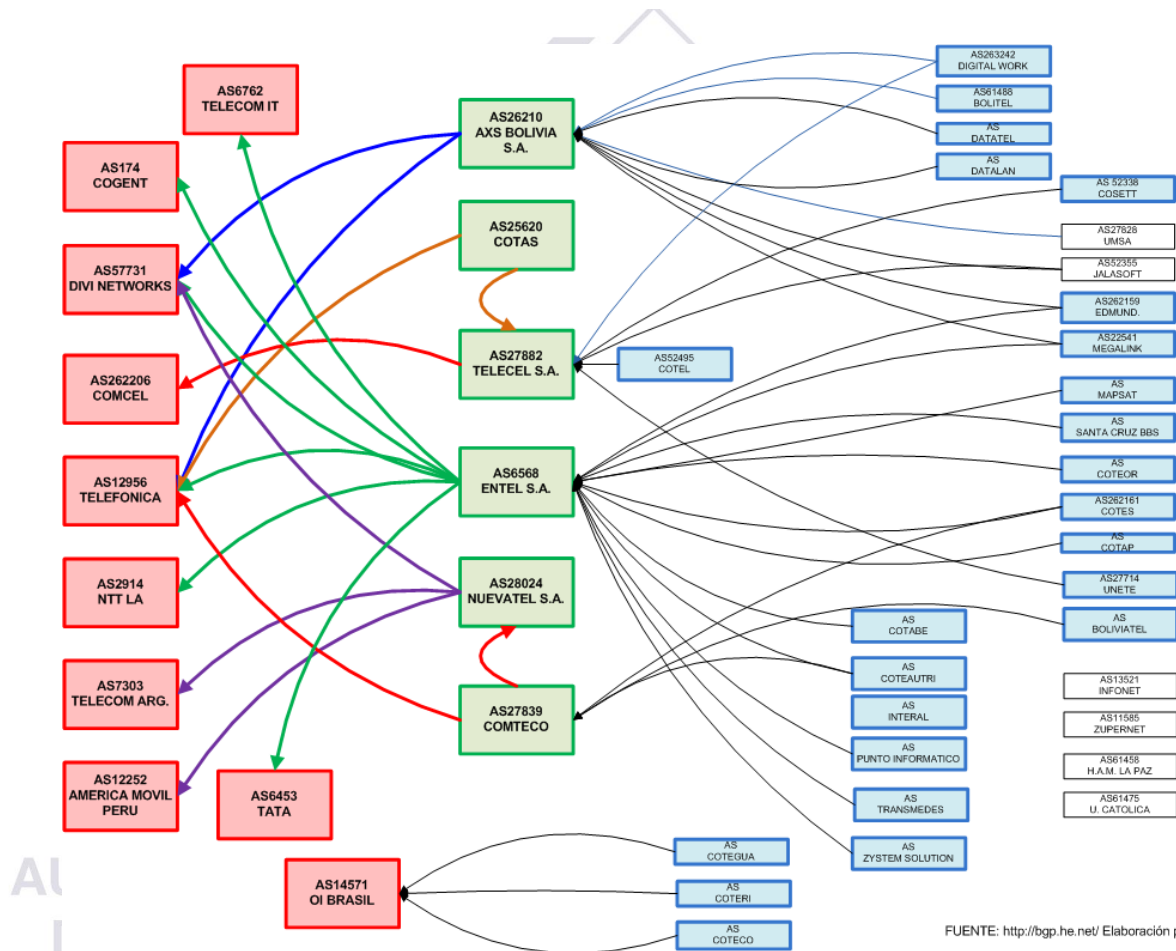 AS6762
TELECOM IT
AS174
COGENT
AS57731
DIVI NETWORKS
AS262206
COMCEL
AS12956
TELEFONICA
AS2914
NTT LA
AS7303
TELECOM ARG.
AS12252
AMERICA MOVIL
PERU
AS6453
TATA
AS14571
OI BRASIL
AS26210
AXS BOLIVIA
S.A.
AS25620
COTAS
AS27882
TELECEL S.A.
AS6568
ENTEL S.A.
AS28024
NUEVATEL S.A.
AS27839
COMTECO
AS52495
COTEL
AS263242
DIGITAL WORK
AS61488
BOLITEL
AS
DATATEL
AS
DATALAN
AS 52338
COSETT
AS27828
UMSA
AS52355
JALASOFT
AS262159
EDMUND.
AS22541
MEGALINK
AS
MAPSAT
AS
SANTA CRUZ BBS
AS
COTEOR
AS262161
COTES
AS
COTAP
AS27714
UNETE
AS
BOLIVIATEL
AS13521
INFONET
AS11585
ZUPERNET
AS61458
H.A.M. LA PAZ
AS61475
U. CATOLICA
AS
COTABE
AS
COTEAUTRI
AS
INTERAL
AS
PUNTO INFORMATICO
AS
TRANSMEDES
AS
ZYSTEM SOLUTION
AS
COTEGUA
AS
COTERI
AS
COTECO
FUENTE: http://bgp.he.net/ Elaboración